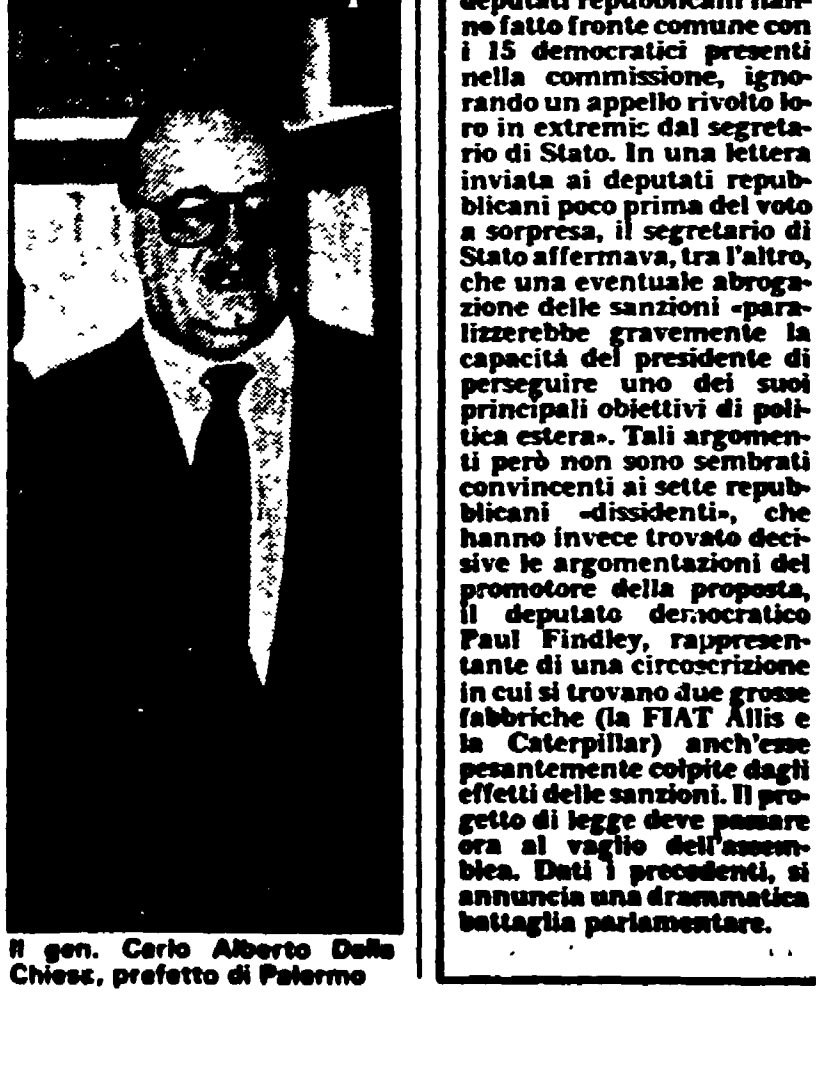 Il gen. Carlo Alberto Dalla
Chiesa, prefetto di Palermo
deputati repubblicani han-
no fatto fronte comune con
i 15 democratici presenti
nella commissione, igno-
rando un appello rivolto lo-
ro in extremis dal segreta-
rio di Stato. In una lettera
inviata ai deputati repub-
blicani poco prima del voto
a sorpresa, il segretario di
Stato affermava, tra l'altro,
che una eventuale abroga-
zione delle sanzioni «para-
lizzerebbe gravemente la
capacità del presidente di
perseguire uno dei suoi
principali obiettivi di poli-
tica estera». Tali argomen-
ti però non sono sembrati
convincenti ai sette repub-
blicani «dissidenti», che
hanno invece trovato deci-
sive le argomentazioni del
promotore della proposta,
il deputato democratico
Paul Findley, rappresen-
tante di una circoscrizione
in cui si trovano due grosse
fabbriche (la FIAT Allis e
la Caterpillar) anch'esse
pesantemente colpite dagli
effetti delle sanzioni. Il pro-
getto di legge deve passare
ora al vaglio dell'assem-
blea. Dati i precedenti, si
annuncia una drammatica
battaglia parlamentare.